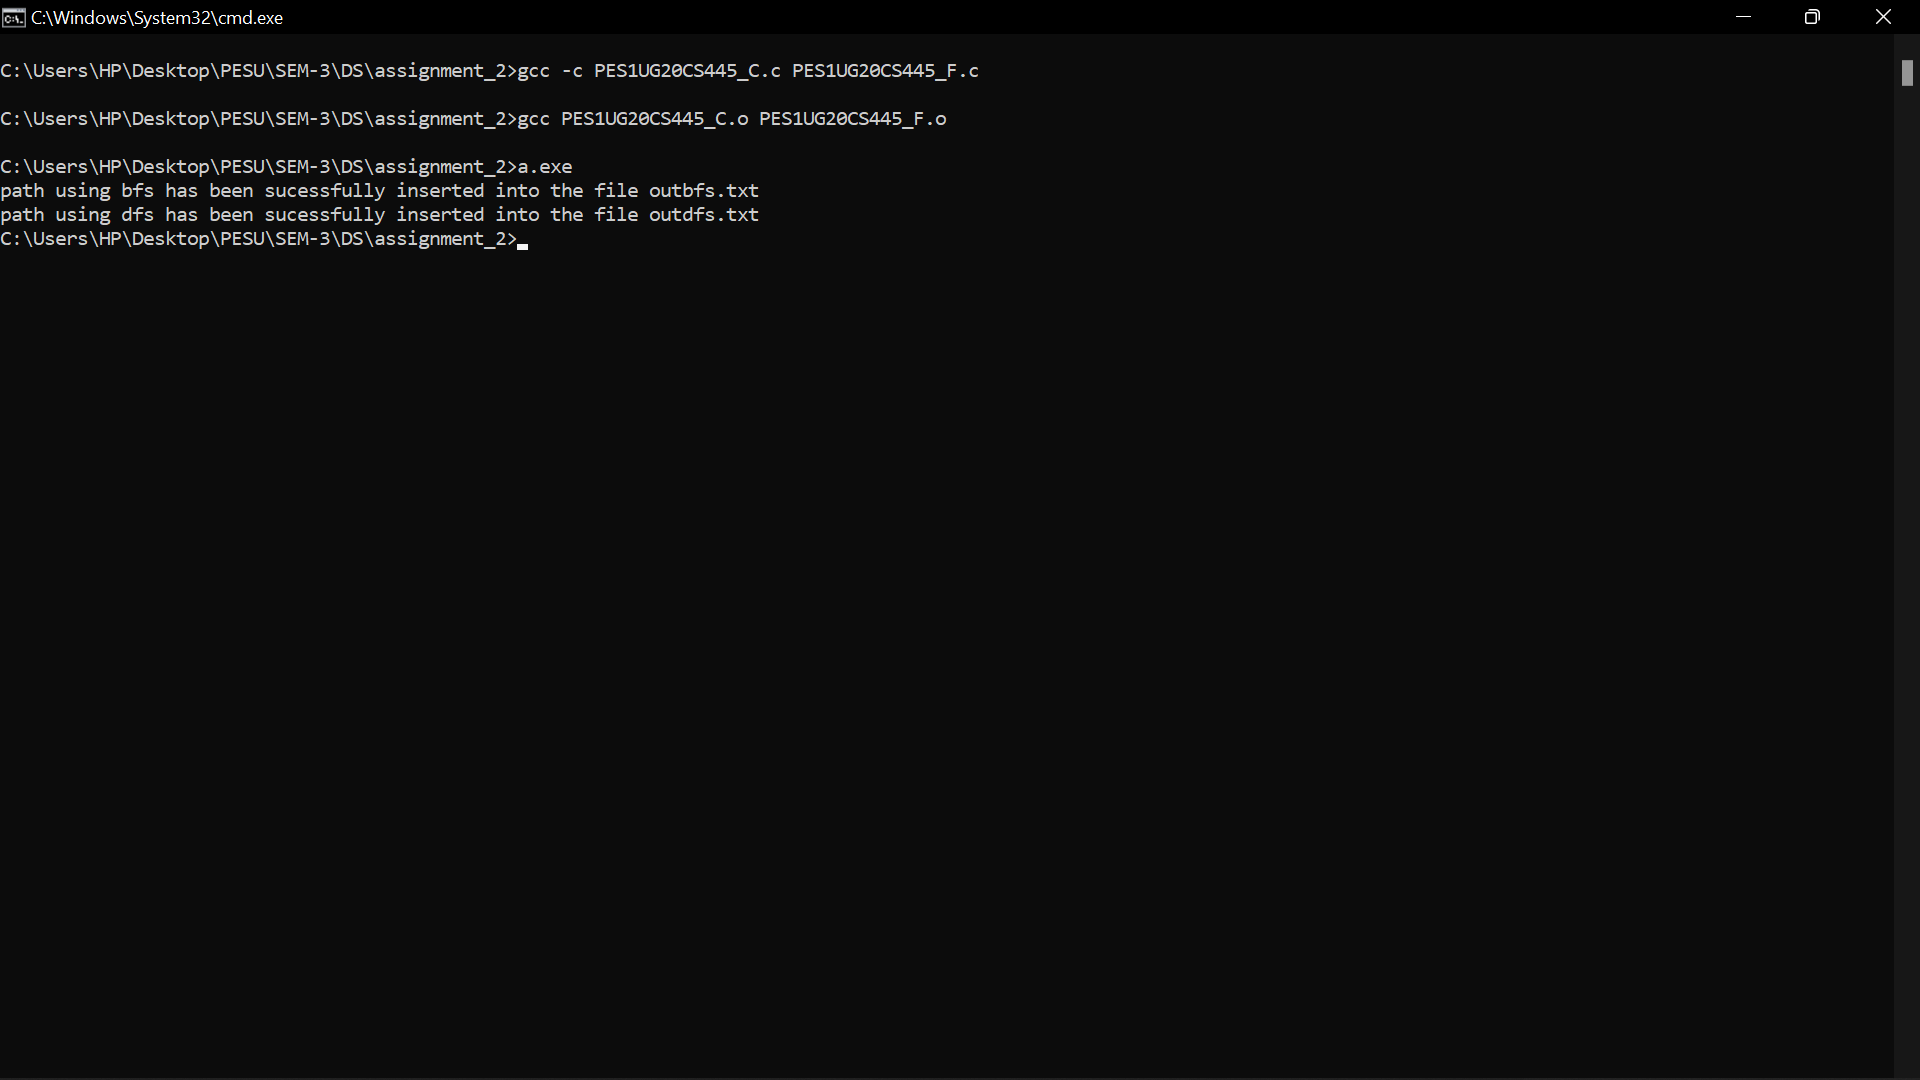 C:\Windows\System32\cmd.exe
C:\Users\HP\Desktop\PESU\SEM-3\DS\assignment_2>gcc -c PES1UG20CS445_C.c PES1UG20CS445_F.c
C:\Users\HP\Desktop\PESU\SEM-3\DS\assignment_2>gcc PES1UG20CS445_C.o PES1UG20CS445_F.o
C:\Users\HP\Desktop\PESU\SEM-3\DS\assignment_2>a.exe
path using bfs has been sucessfully inserted into the file outbfs.txt
path using dfs has been sucessfully inserted into the file outdfs.txt
C:\Users\HP\Desktop\PESU\SEM-3\DS\assignment_2>